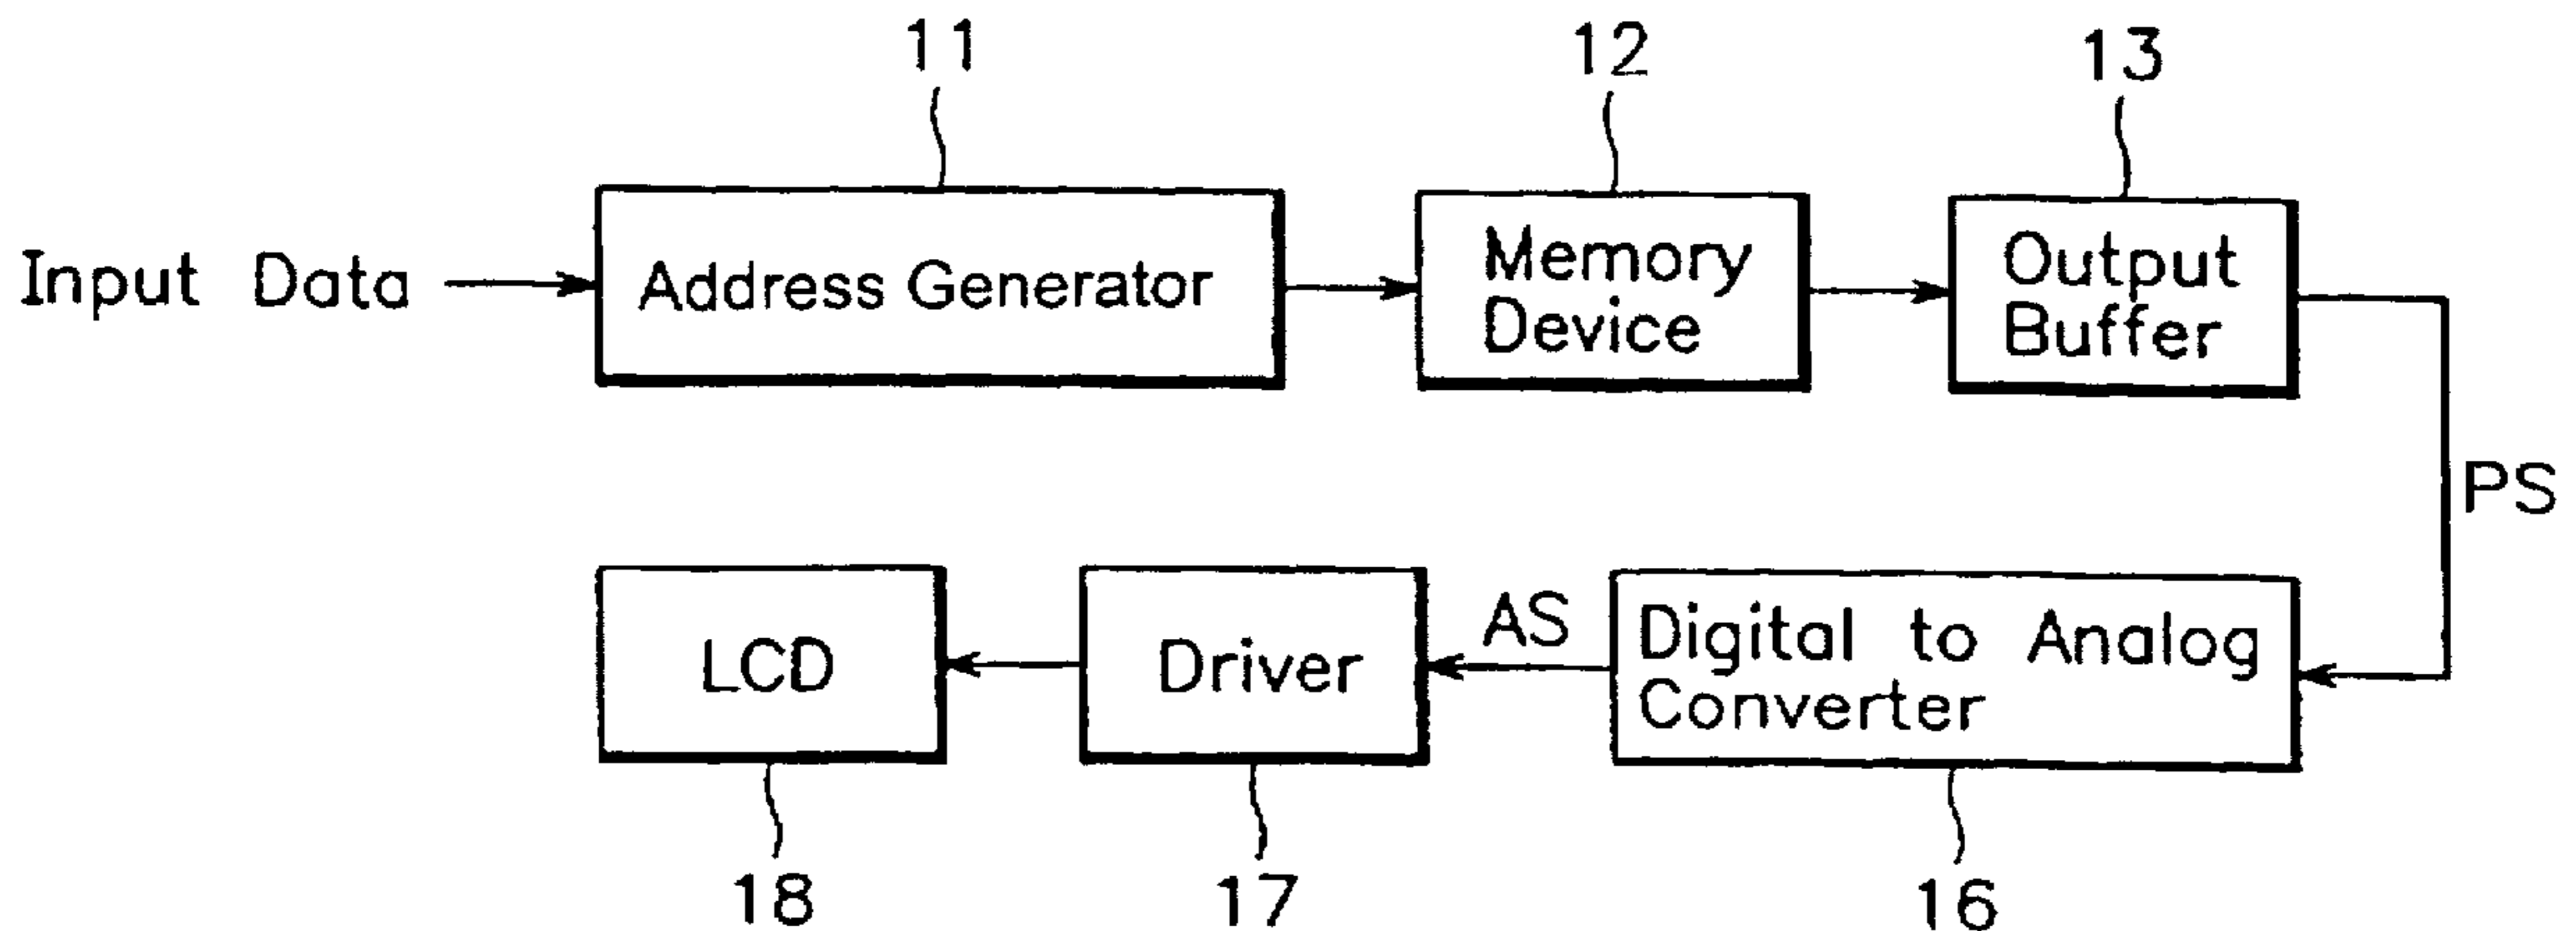 11
12
13
Input Data
Address Generator
Memory
Device
Output
Buffer
PS
LCD
Driver
AS
Digital to Analog
Converter
18
17
16